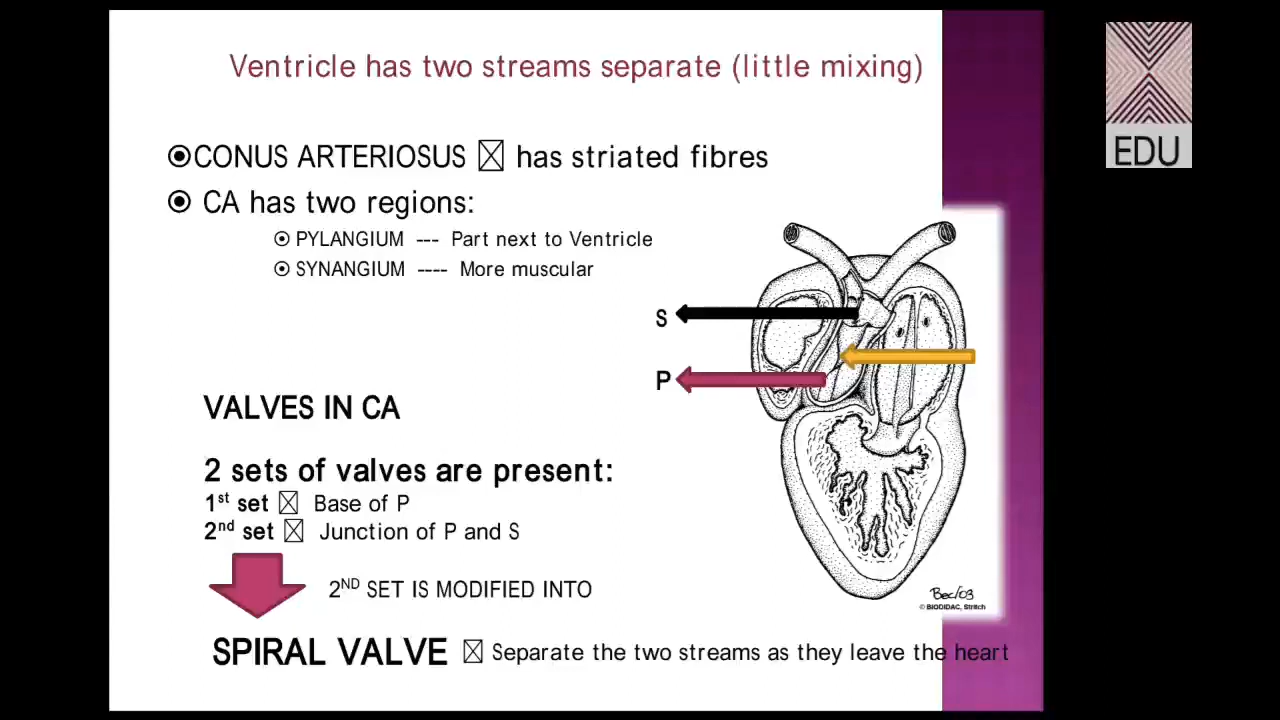 Ventricle has two streams separate (little mixing)
CONUS ARTERIOSUS has striated fibres
CA has two regions:
PYLANGIUM --- Part next to Ventricle
SYNANGIUM ---- More muscular
S
P
VALVES IN CA
2 sets of valves are present:
1st set Base of P
2nd set Junction of P and S
2ND SET IS MODIFIED INTO
SPIRAL VALVE Separate the two streams as they leave the heart
Bec/03
© BIODIDAC, Stritch
EDU